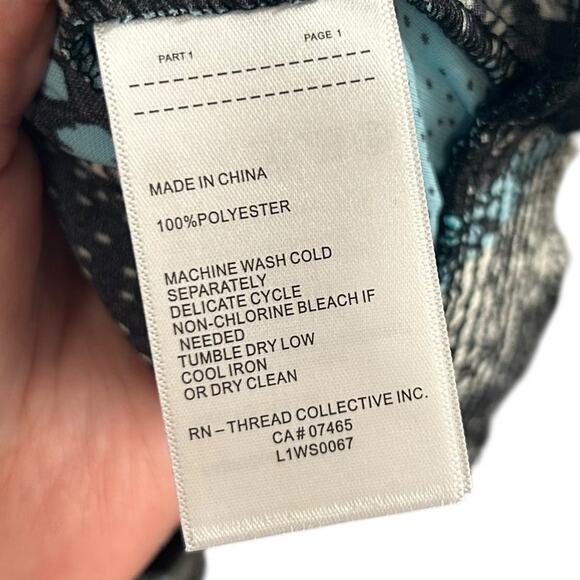 PART 1 PAGE 1
MADE IN CHINA
100%POLYESTER
MACHINE WASH COLD
SEPARATELY
DELICATE CYCLE
NON-CHLORINE BLEACH IF
NEEDED
TUMBLE DRY LOW
COOL IRON
OR DRY CLEAN
RN – THREAD COLLECTIVE INC.
CA# 07465
L1WS0067